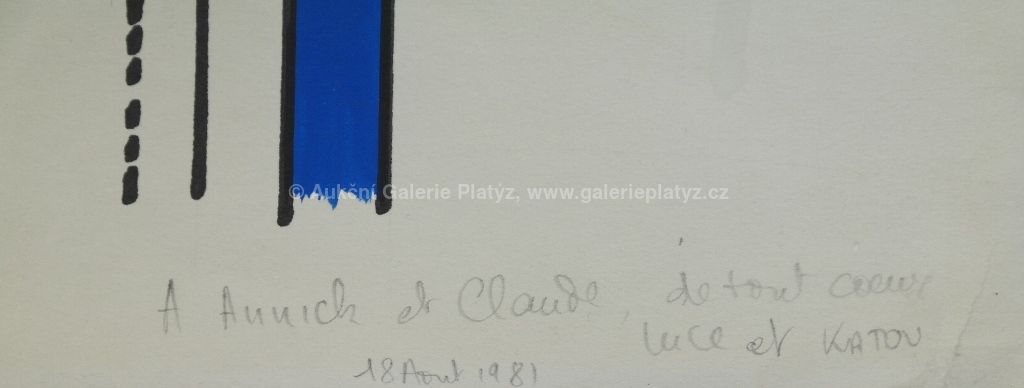 © Aukční Galerie Platýz, www.galerieplatyz.cz
A Annick et Claude, de tout coeur
Luce et KATOU
18 Aout 1981